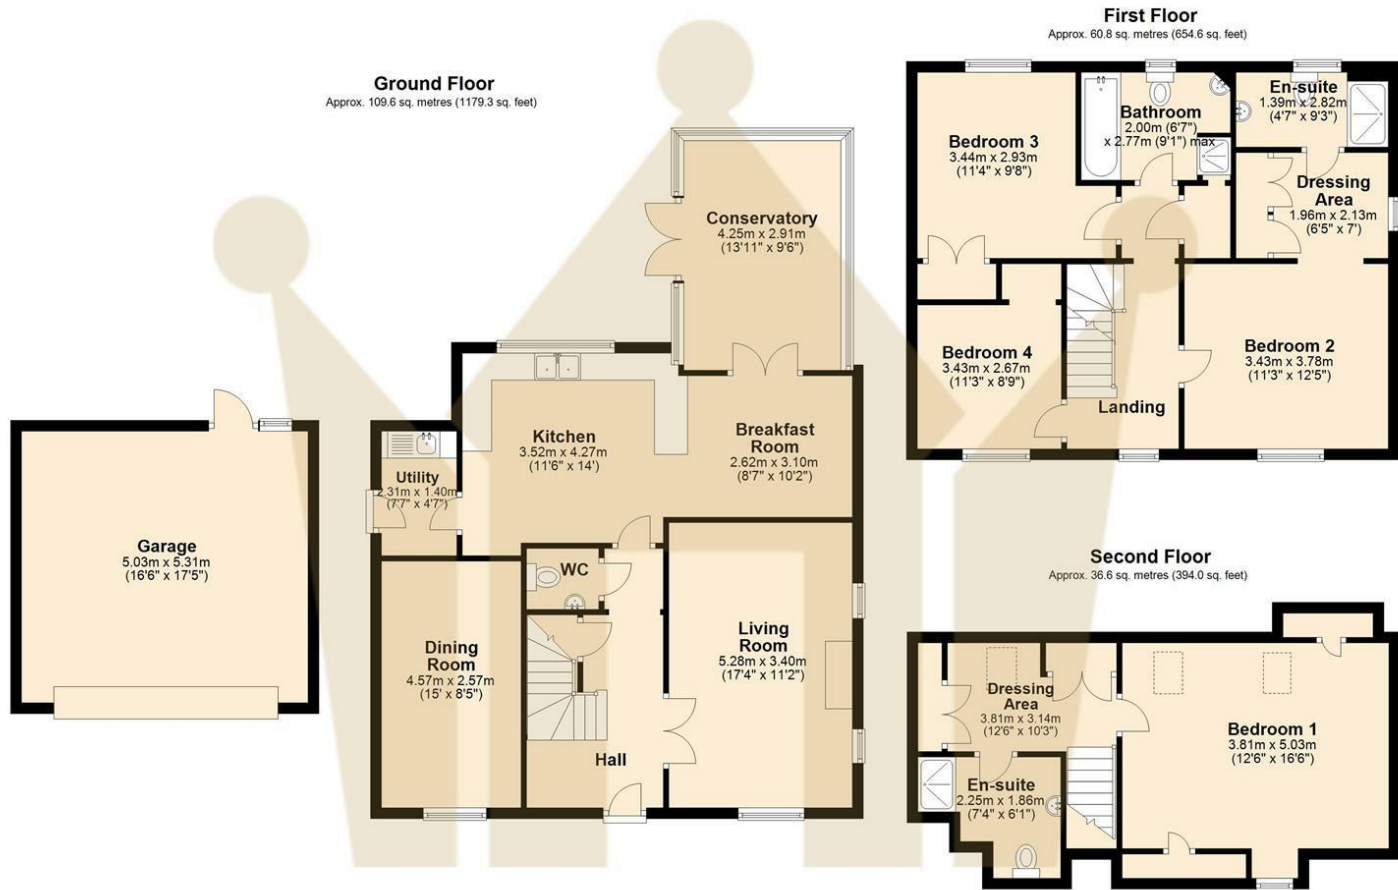 Ground Floor
Approx. 109.6 sq. metres (1179.3 sq. feet)
Conservatory
4.25m x 2.91m
(13'11" x 9'6")
Kitchen
3.52m x 4.27m
(11'6" x 14')
Breakfast
Room
2.62m x 3.10m
(8'7" x 10'2")
Utility
2.31m x 1.40m
(7'7" x 4'7")
Garage
5.03m x 5.31m
(16'6" x 17'5")
WC
Dining
Room
4.57m x 2.57m
(15' x 8'5")
Living
Room
5.28m x 3.40m
(17'4" x 11'2")
Hall
First Floor
Approx. 60.8 sq. metres (654.6 sq. feet)
Bedroom 3
3.44m x 2.93m
(11'4" x 9'8")
Bathroom
2.00m (6'7")
x 2.77m (9'1") max
En-suite
1.39m x 2.82m
(4'7" x 9'3")
Dressing
Area
1.96m x 2.13m
(6'5" x 7')
Bedroom 4
3.43m x 2.67m
(11'3" x 8'9")
Landing
Bedroom 2
3.43m x 3.78m
(11'3" x 12'5")
Second Floor
Approx. 36.6 sq. metres (394.0 sq. feet)
Dressing
Area
3.81m x 3.14m
(12'6" x 10'3")
Bedroom 1
3.81m x 5.03m
(12'6" x 16'6")
En-suite
2.25m x 1.86m
(7'4" x 6'1")